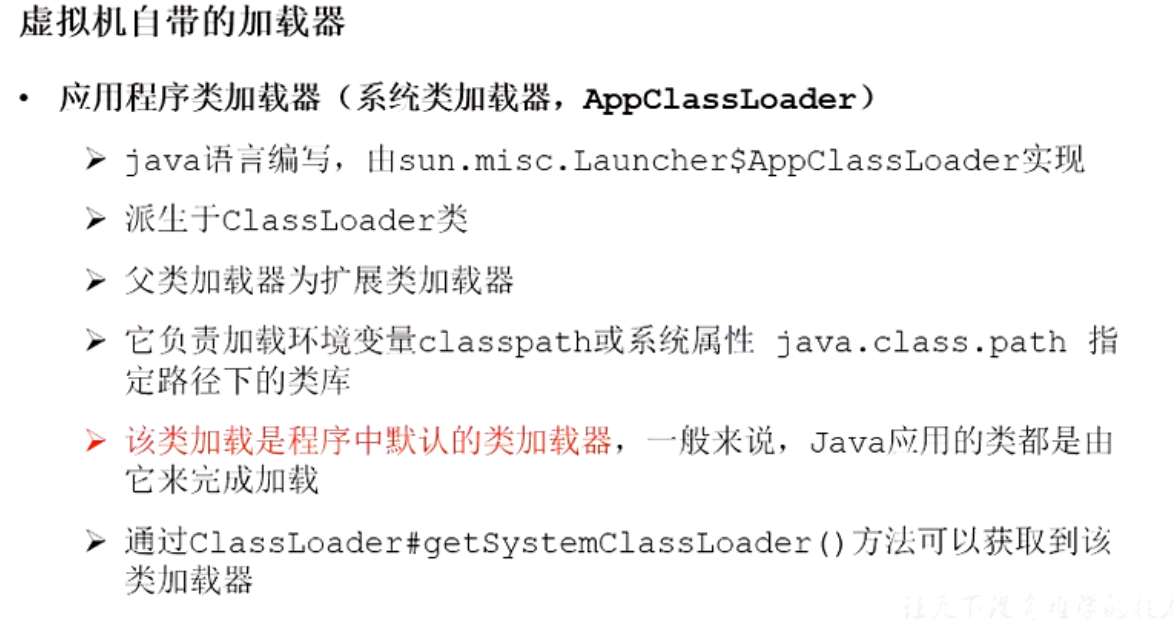 虚拟机自带的加载器
• 应用程序类加载器（系统类加载器，AppClassLoader）
➢ java语言编写，由sun.misc.Launcher$AppClassLoader实现
➢ 派生于ClassLoader类
➢ 父类加载器为扩展类加载器
➢ 它负责加载环境变量classpath或系统属性 java.class.path 指
定路径下的类库
➢ 该类加载是程序中默认的类加载器，一般来说，Java应用的类都是由
它来完成加载
➢ 通过ClassLoader#getSystemClassLoader()方法可以获取到该
类加载器
让天下没有难学的技